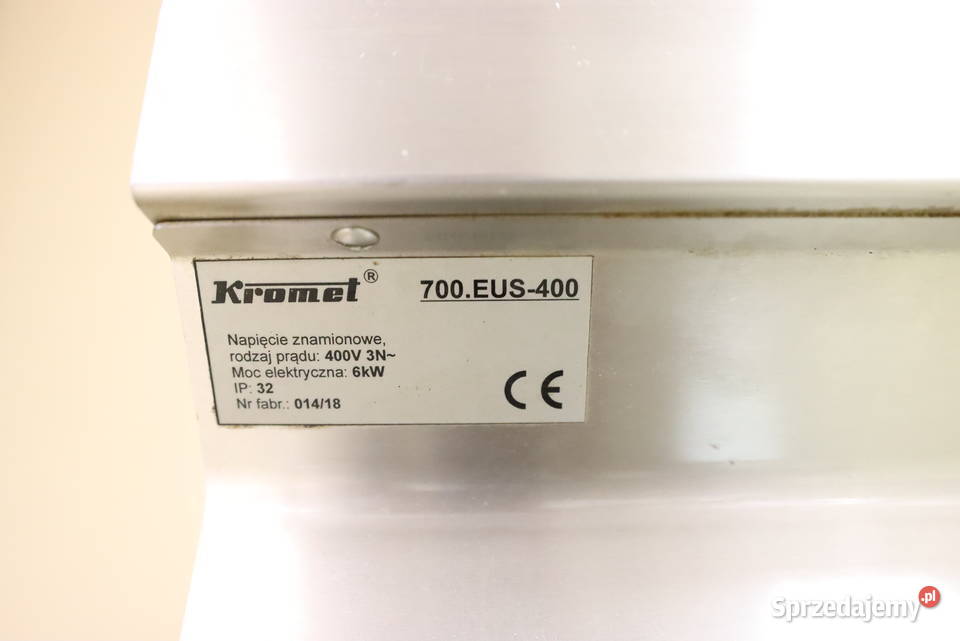 Kromet® 700.EUS-400
Napięcie znamionowe,
rodzaj prądu: 400V 3N~
Moc elektryczna: 6kW
IP: 32
Nr fabr.: 014/18
CE
Sprzedajemy.pl